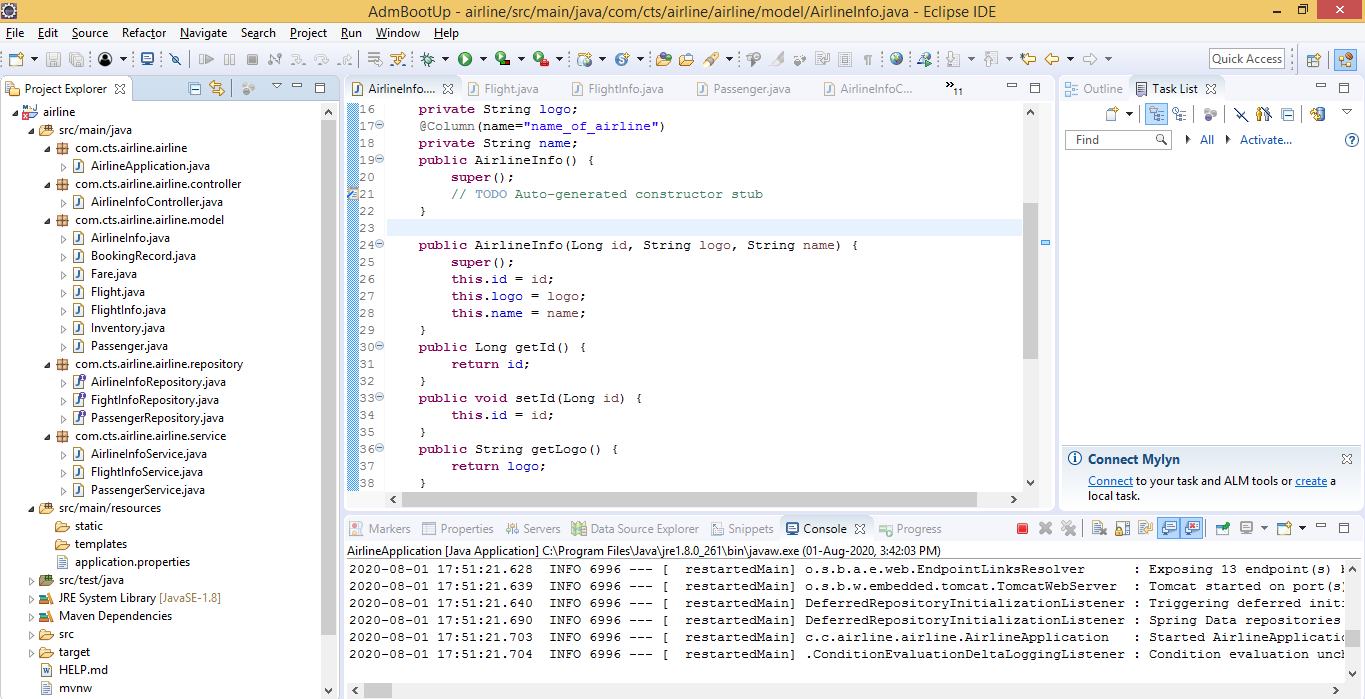 AdmBootUp - airline/src/main/java/com/cts/airline/airline/model/AirlineInfo.java - Eclipse IDE
File Edit Source Refactor Navigate Search Project Run Window Help
Quick Access
Project Explorer
airline
src/main/java
com.cts.airline.airline
AirlineApplication.java
com.cts.airline.airline.controller
AirlineInfoController.java
com.cts.airline.airline.model
AirlineInfo.java
BookingRecord.java
Fare.java
Flight.java
FlightInfo.java
Inventory.java
Passenger.java
com.cts.airline.airline.repository
AirlineInfoRepository.java
FightInfoRepository.java
PassengerRepository.java
com.cts.airline.airline.service
AirlineInfoService.java
FlightInfoService.java
PassengerService.java
src/main/resources
static
templates
application.properties
src/test/java
JRE System Library [JavaSE-1.8]
Maven Dependencies
src
target
HELP.md
mvnw
AirlineInfo.... Flight.java FlightInfo.java Passenger.java AirlineInfoC... »11
16 private String logo;
17 @Column(name="name_of_airline")
18 private String name;
19 public AirlineInfo() {
20 super();
21 // TODO Auto-generated constructor stub
22 }
23
24 public AirlineInfo(Long id, String logo, String name) {
25 super();
26 this.id = id;
27 this.logo = logo;
28 this.name = name;
29 }
30 public Long getId() {
31 return id;
32 }
33 public void setId(Long id) {
34 this.id = id;
35 }
36 public String getLogo() {
37 return logo;
38 }
Outline Task List
Find All Activate...
Connect Mylyn
Connect to your task and ALM tools or create a
local task.
Markers Properties Servers Data Source Explorer Snippets Console Progress
AirlineApplication [Java Application] C:\Program Files\Java\jre1.8.0_261\bin\javaw.exe (01-Aug-2020, 3:42:03 PM)
2020-08-01 17:51:21.628 INFO 6996 --- [ restartedMain] o.s.b.a.e.web.EndpointLinksResolver : Exposing 13 endpoint(s) b
2020-08-01 17:51:21.639 INFO 6996 --- [ restartedMain] o.s.b.w.embedded.tomcat.TomcatWebServer : Tomcat started on port(s)
2020-08-01 17:51:21.640 INFO 6996 --- [ restartedMain] DeferredRepositoryInitializationListener : Triggering deferred init
2020-08-01 17:51:21.690 INFO 6996 --- [ restartedMain] DeferredRepositoryInitializationListener : Spring Data repositories
2020-08-01 17:51:21.703 INFO 6996 --- [ restartedMain] c.c.airline.airline.AirlineApplication : Started AirlineApplicatio
2020-08-01 17:51:21.704 INFO 6996 --- [ restartedMain] .ConditionEvaluationDeltaLoggingListener : Condition evaluation unch